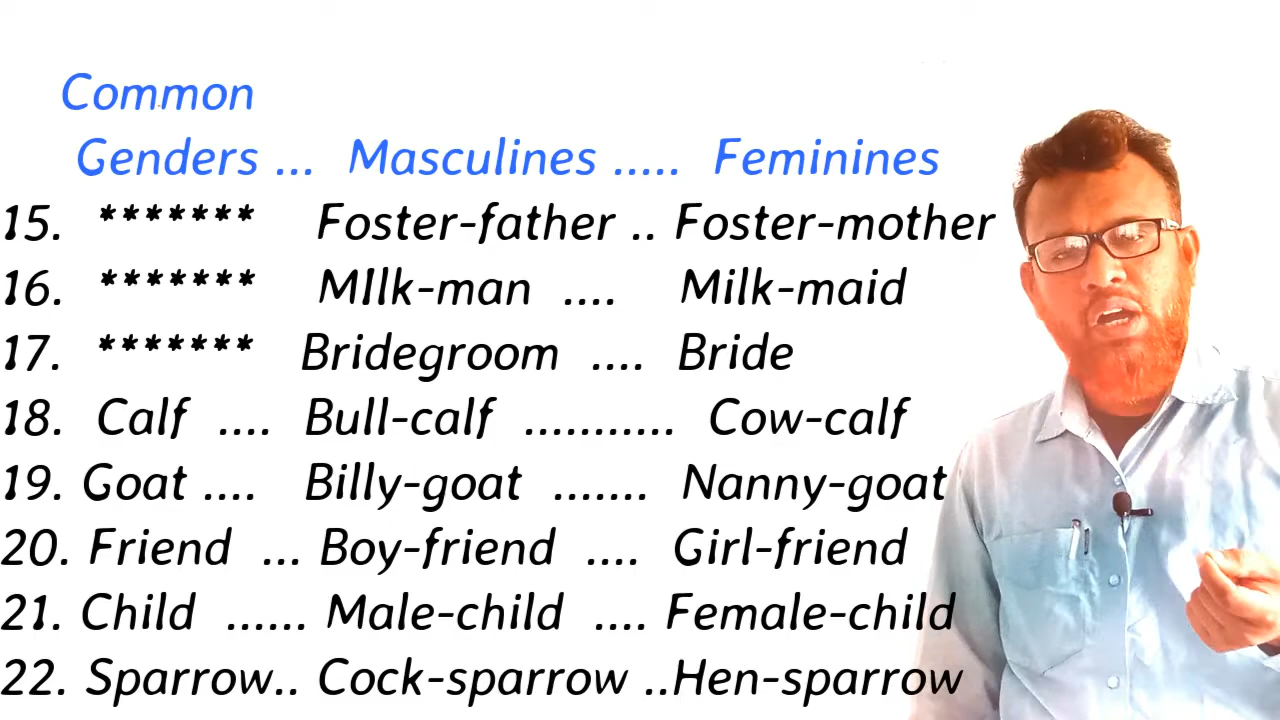 Common
Genders ... Masculines ..... Feminines
15. ******* Foster-father .. Foster-mother
16. ******* MIlk-man .... Milk-maid
17. ******* Bridegroom .... Bride
18. Calf .... Bull-calf ........... Cow-calf
19. Goat .... Billy-goat ....... Nanny-goat
20. Friend ... Boy-friend .... Girl-friend
21. Child ...... Male-child .... Female-child
22. Sparrow.. Cock-sparrow ..Hen-sparrow